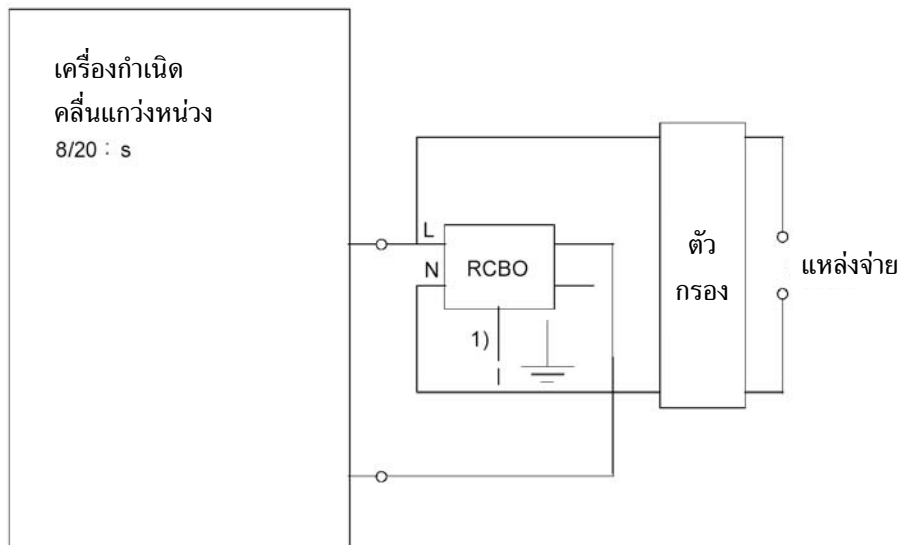 เครื่องกำเนิด
คลื่นแกว่งหน่วง
8/20 : s
L
N
RCBO
1)
ตัว
กรอง
แหล่งจ่าย